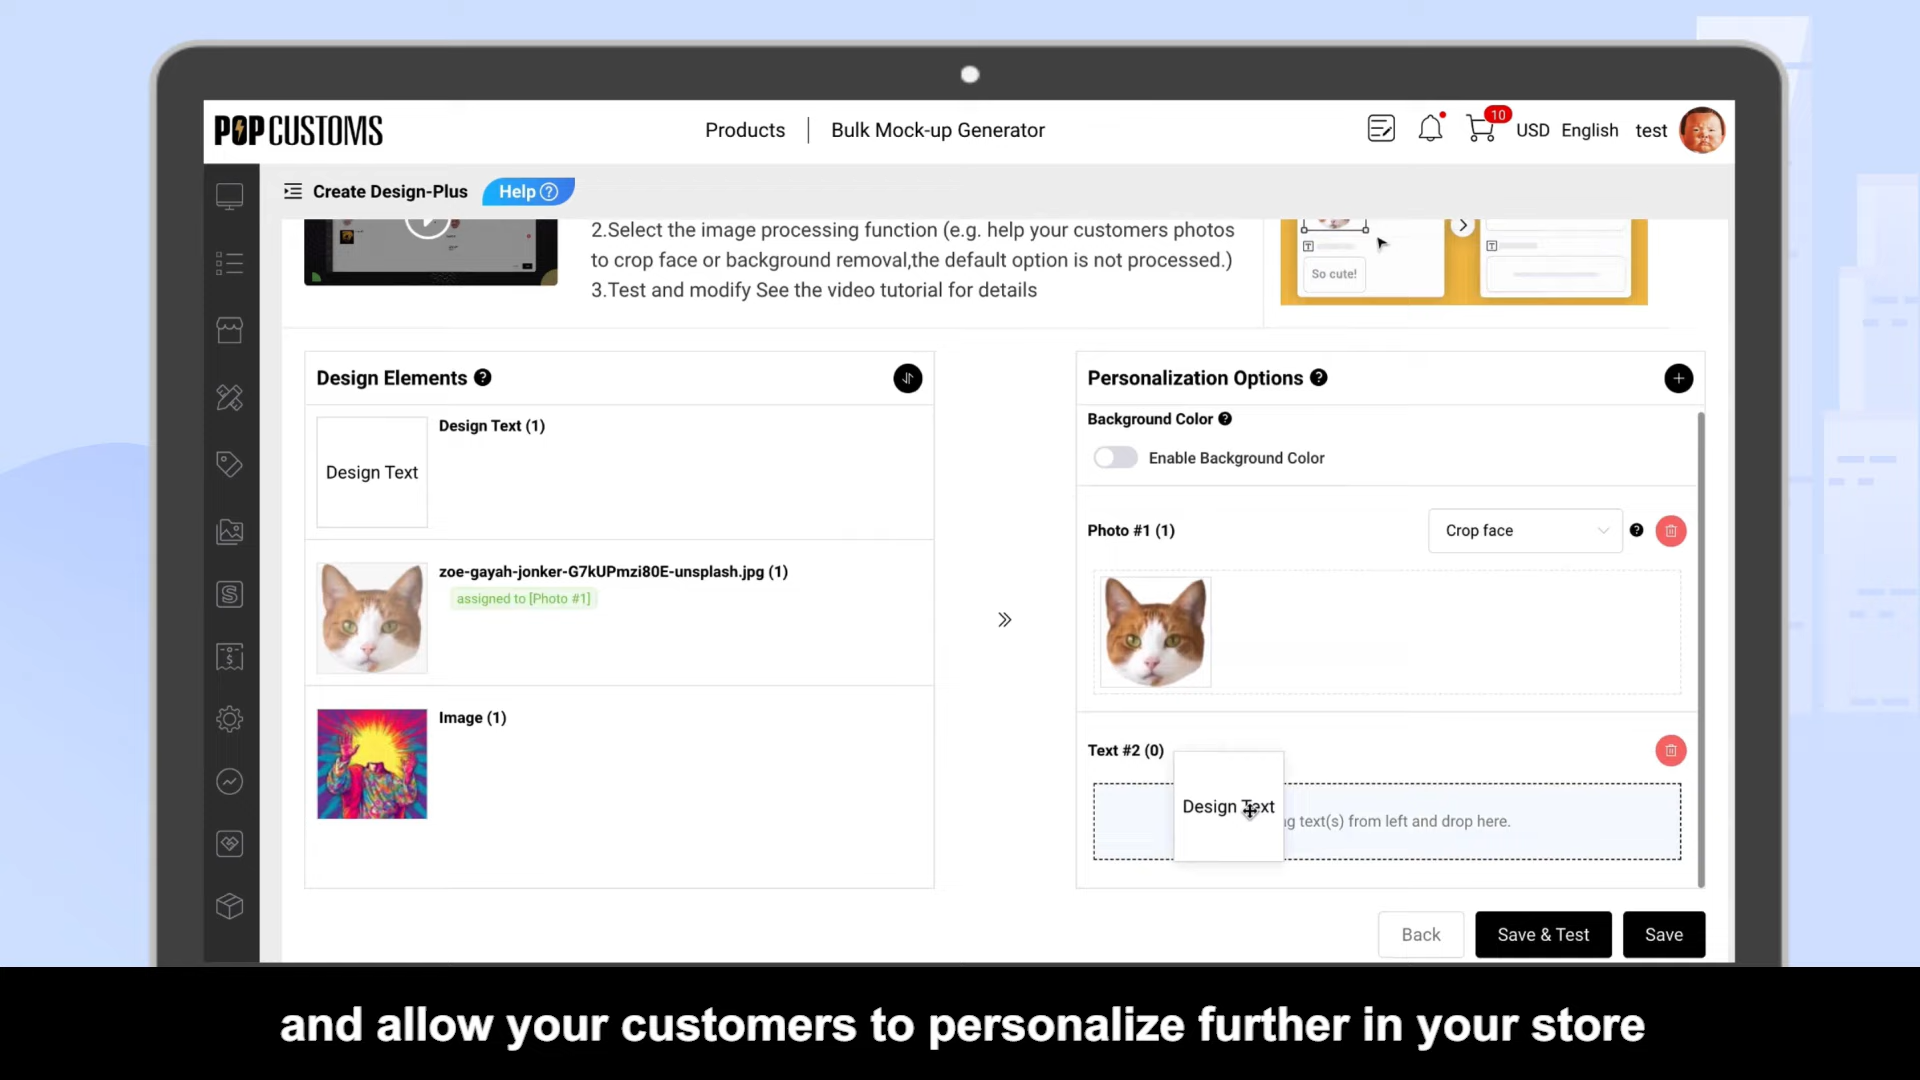 POP CUSTOMS
Products
Bulk Mock-up Generator
10
USD
English
test
Create Design-Plus
Help ?
2.Select the image processing function (e.g. help your customers photos
to crop face or background removal,the default option is not processed.)
3.Test and modify See the video tutorial for details
T
So cute!
T
Design Elements ?
Design Text
Design Text (1)
zoe-gayah-jonker-G7kUPmzi80E-unsplash.jpg (1)
assigned to [Photo #1]
Image (1)
Personalization Options ?
Background Color ?
Enable Background Color
Photo #1 (1)
Crop face
?
Text #2 (0)
Design Text
text(s) from left and drop here.
Back
Save & Test
Save
and allow your customers to personalize further in your store